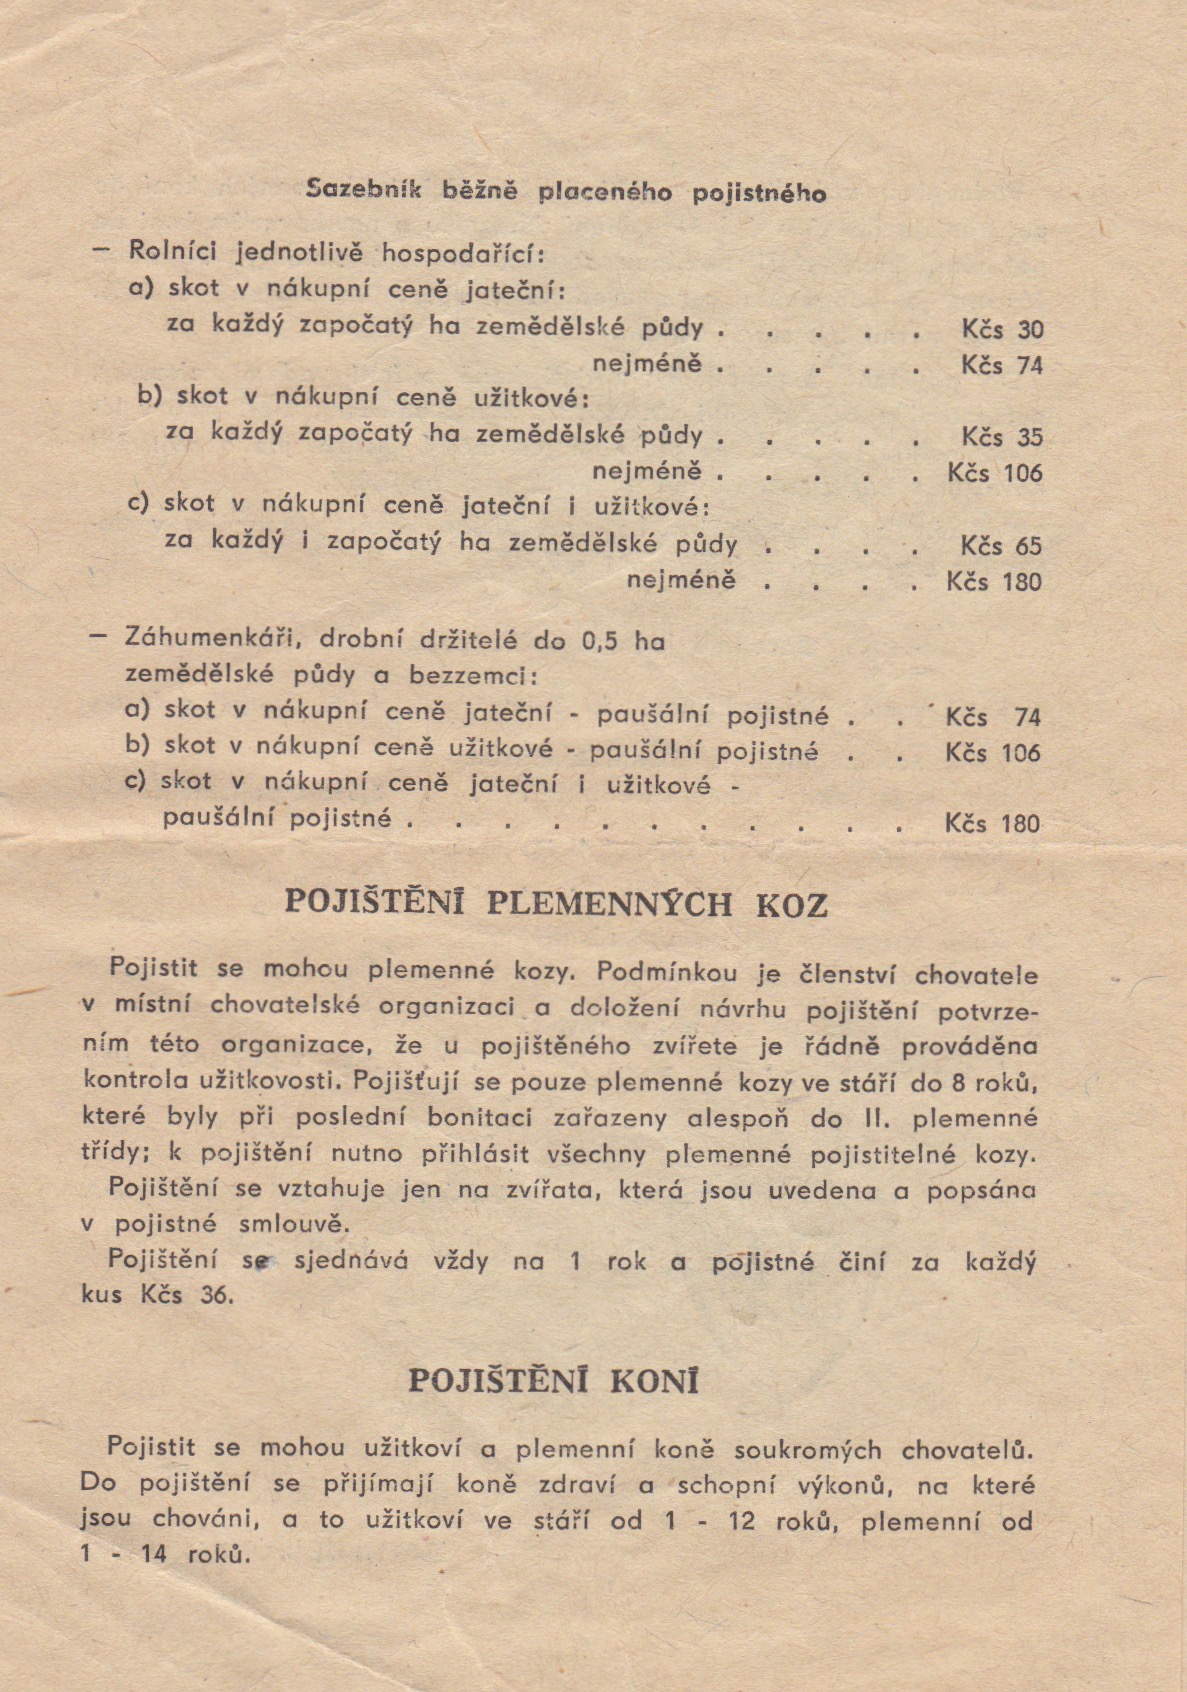 Sazebník běžně placeného pojistného
— Rolníci jednotlivě hospodařící:
a) skot v nákupní ceně jateční:
za každý započatý ha zemědělské půdy . . . . . Kčs 30
nejméně . . . . . Kčs 74
b) skot v nákupní ceně užitkové:
za každý započatý ha zemědělské půdy . . . . . Kčs 35
nejméně . . . . . Kčs 106
c) skot v nákupní ceně jateční i užitkové:
za každý i započatý ha zemědělské půdy . . . . Kčs 65
nejméně . . . . Kčs 180
— Záhumenkáři, drobní držitelé do 0,5 ha
zemědělské půdy a bezzemci:
a) skot v nákupní ceně jateční - paušální pojistné . . Kčs 74
b) skot v nákupní ceně užitkové - paušální pojistné . . Kčs 106
c) skot v nákupní ceně jateční i užitkové -
paušální pojistné . . . . . . . . . . . Kčs 180
POJIŠTĚNÍ PLEMENNÝCH KOZ
Pojistit se mohou plemenné kozy. Podmínkou je členství chovatele
v místní chovatelské organizaci a doložení návrhu pojištění potvrze-
ním této organizace, že u pojištěného zvířete je řádně prováděna
kontrola užitkovosti. Pojišťují se pouze plemenné kozy ve stáří do 8 roků,
které byly při poslední bonitaci zařazeny alespoň do II. plemenné
třídy; k pojištění nutno přihlásit všechny plemenné pojistitelné kozy.
Pojištění se vztahuje jen na zvířata, která jsou uvedena a popsána
v pojistné smlouvě.
Pojištění se sjednává vždy na 1 rok a pojistné činí za každý
kus Kčs 36.
POJIŠTĚNÍ KONÍ
Pojistit se mohou užitkoví a plemenní koně soukromých chovatelů.
Do pojištění se přijímají koně zdraví a schopní výkonů, na které
jsou chováni, a to užitkoví ve stáří od 1 - 12 roků, plemenní od
1 - 14 roků.